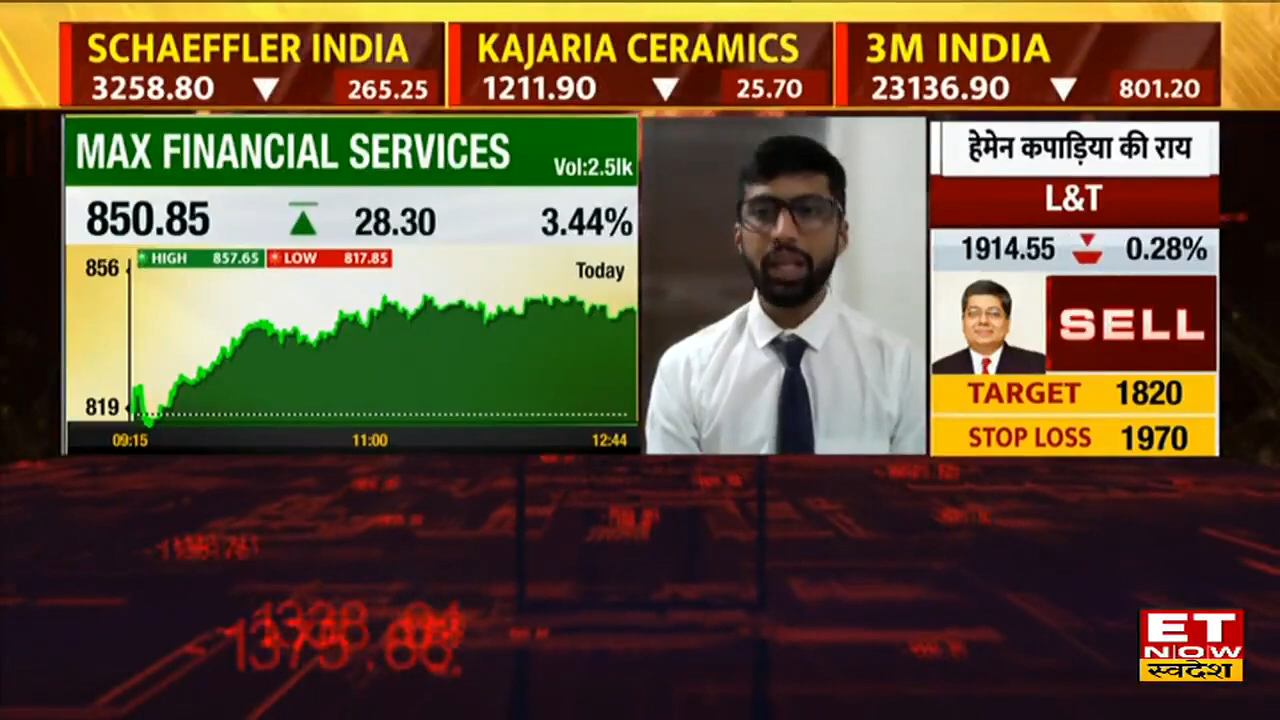 SCHAEFFLER INDIA
3258.80 ▼ 265.25
KAJARIA CERAMICS
1211.90 ▼ 25.70
3M INDIA
23136.90 ▼ 801.20
MAX FINANCIAL SERVICES Vol:2.5lk
850.85 ▲ 28.30 3.44%
HIGH 857.65 LOW 817.85
Today
856
819
09:15 11:00 12:44
हेमेन कपाड़िया की राय
L&T
1914.55 ▼ 0.28%
SELL
TARGET 1820
STOP LOSS 1970
ET
NOW
स्वदेश